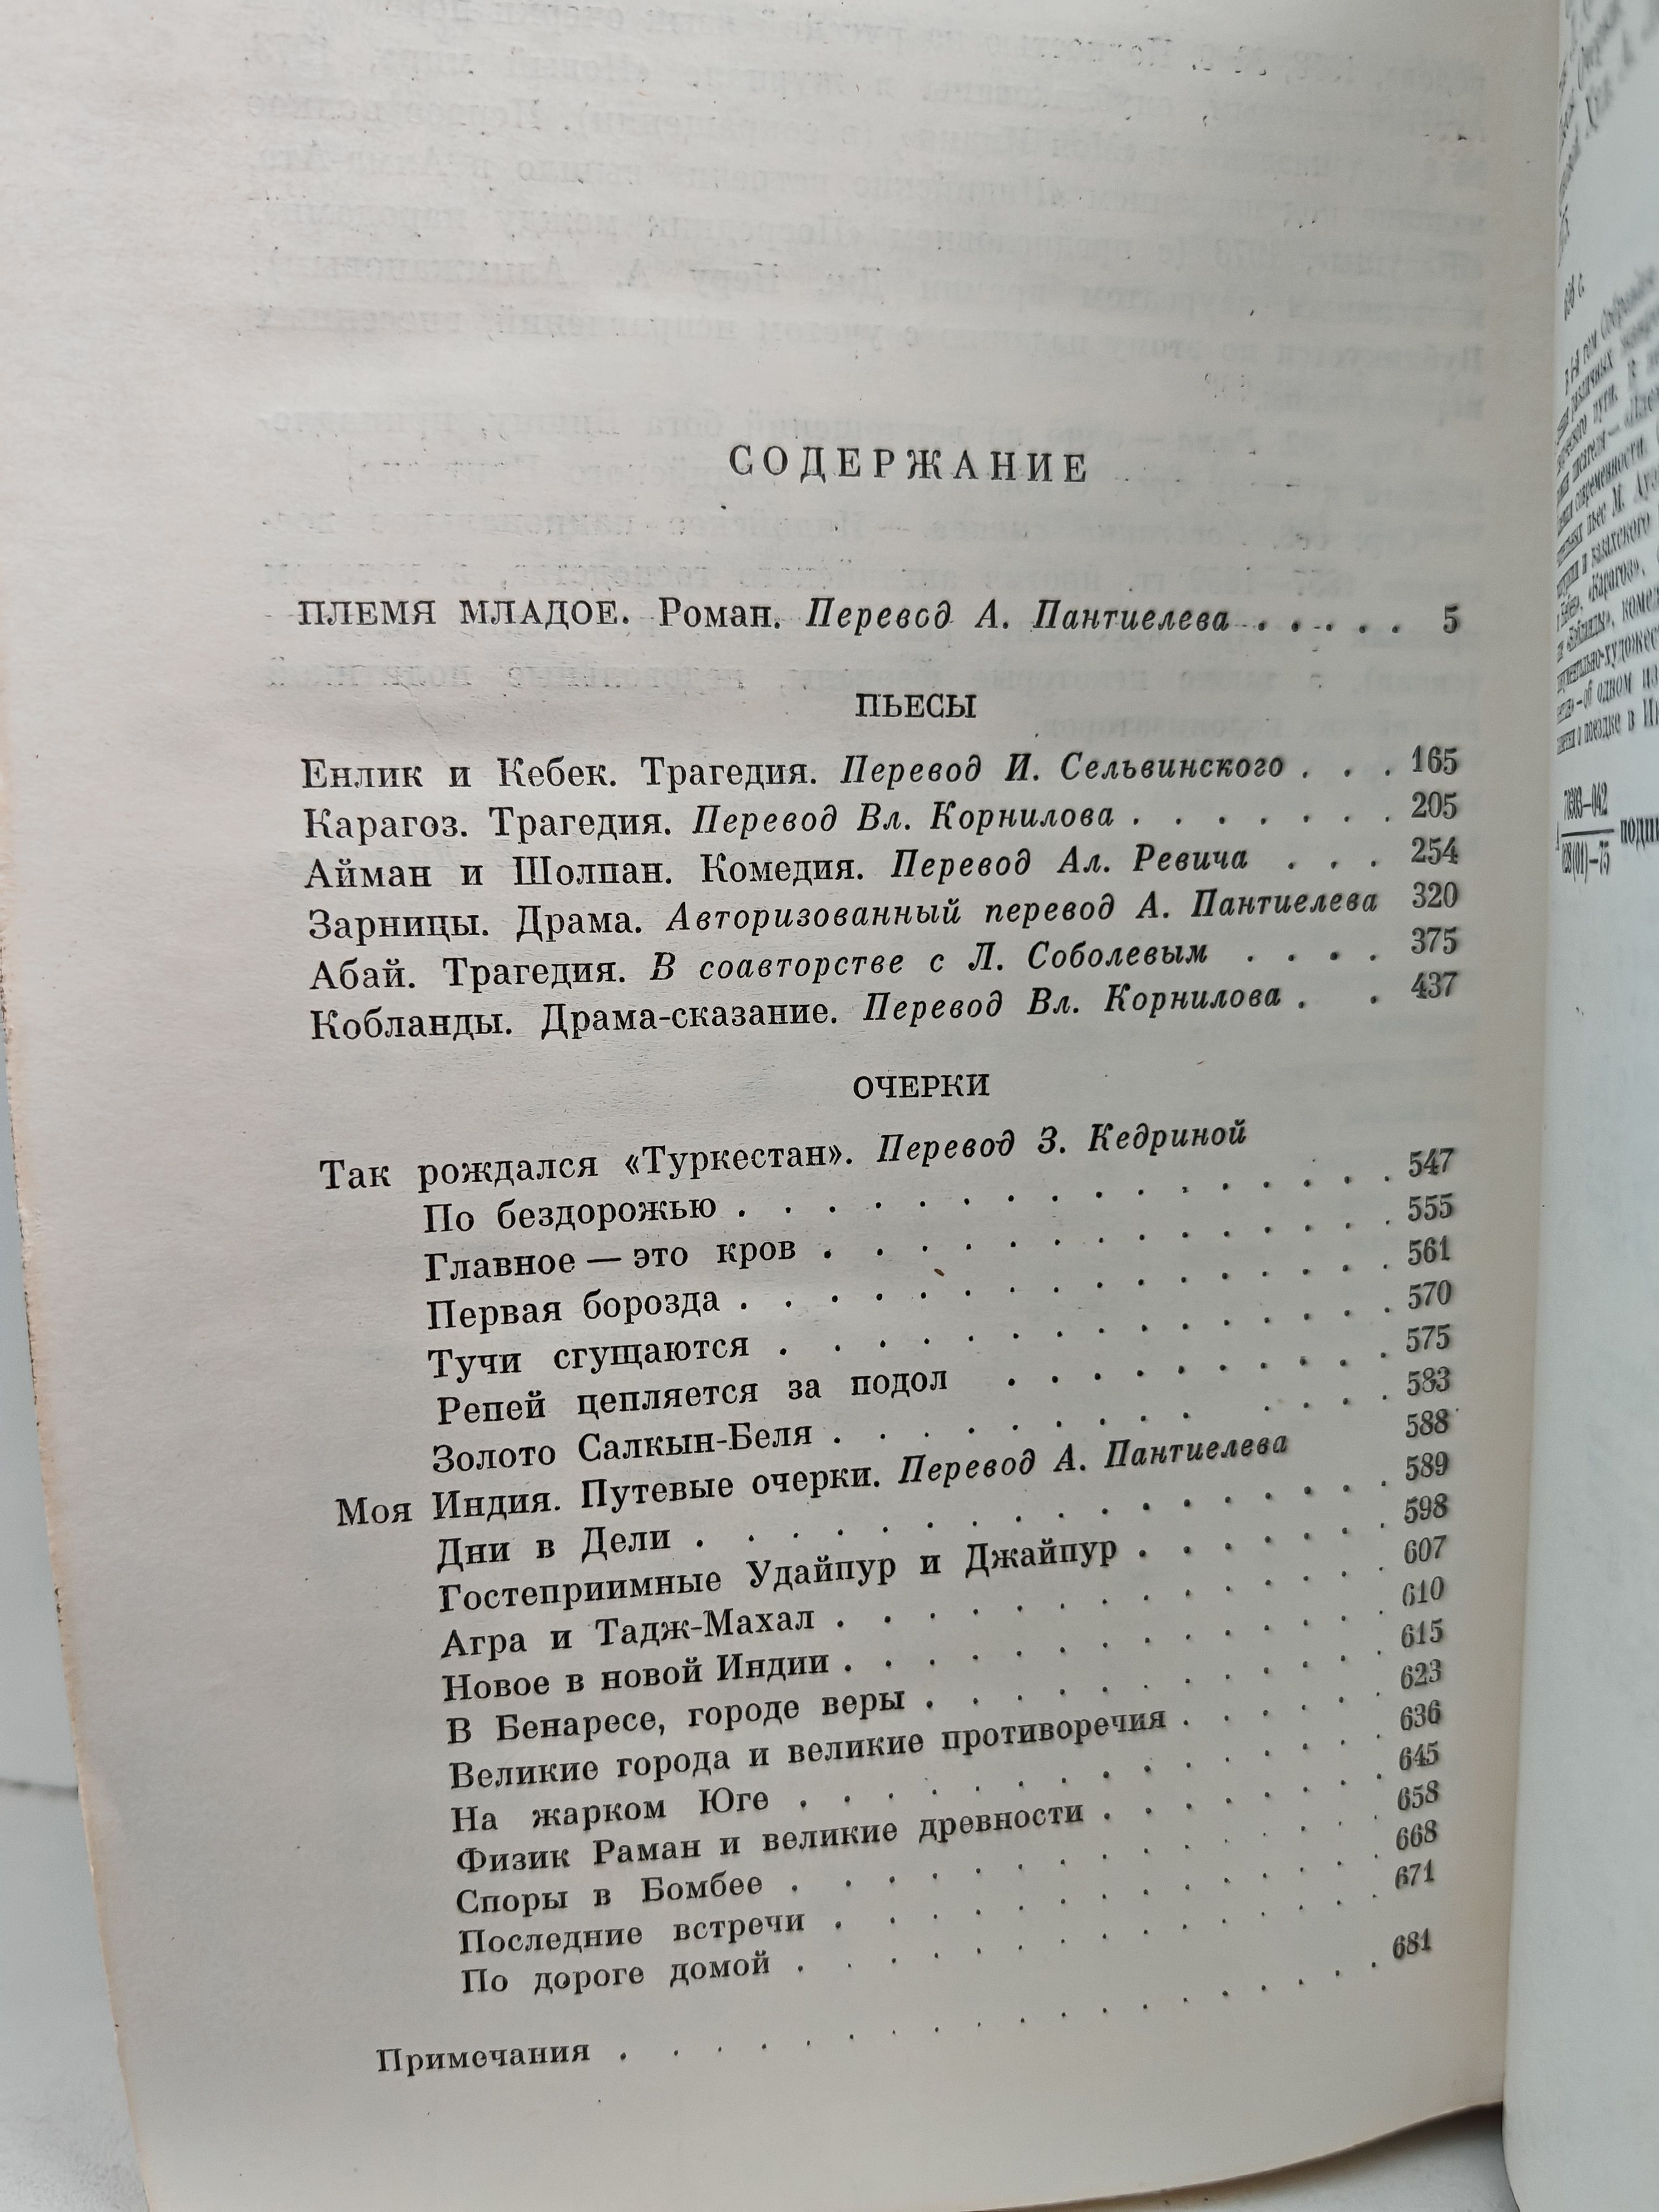 СОДЕРЖАНИЕ
ПЛЕМЯ МЛАДОЕ. Роман. Перевод А. Пантиелева . . . . . 5
ПЬЕСЫ
Енлик и Кебек. Трагедия. Перевод И. Сельвинского . . . 165
Карагоз. Трагедия. Перевод Вл. Корнилова . . . . . . . 205
Айман и Шолпан. Комедия. Перевод Ал. Ревича . . . 254
Зарницы. Драма. Авторизованный перевод А. Пантиелева 320
Абай. Трагедия. В соавторстве с Л. Соболевым . . . . 375
Кобланды. Драма-сказание. Перевод Вл. Корнилова . . 437
ОЧЕРКИ
Так рождался «Туркестан». Перевод З. Кедриной
По бездорожью . . . . . . . . . . . . . . . 547
Главное — это кров . . . . . . . . . . . . . 555
Первая борозда . . . . . . . . . . . . . . . 561
Тучи сгущаются . . . . . . . . . . . . . . 570
Репей цепляется за подол . . . . . . . . . 575
Золото Салкын-Беля . . . . . . . . . . . . 583
Моя Индия. Путевые очерки. Перевод А. Пантиелева 588
Дни в Дели . . . . . . . . . . . . . . . . 589
Гостеприимные Удайпур и Джайпур . . . . . . 598
Агра и Тадж-Махал . . . . . . . . . . . . . 607
Новое в новой Индии . . . . . . . . . . . . . 610
В Бенаресе, городе веры . . . . . . . . . . . 615
Великие города и великие противоречия . . . . . 623
На жарком Юге . . . . . . . . . . . . . . 636
Физик Раман и великие древности . . . . . . . 645
Споры в Бомбее . . . . . . . . . . . . . . 658
Последние встречи . . . . . . . . . . . . . 668
По дороге домой . . . . . . . . . . . . . . 671
Примечания . . . . . . . . . . . . . . . . . 681